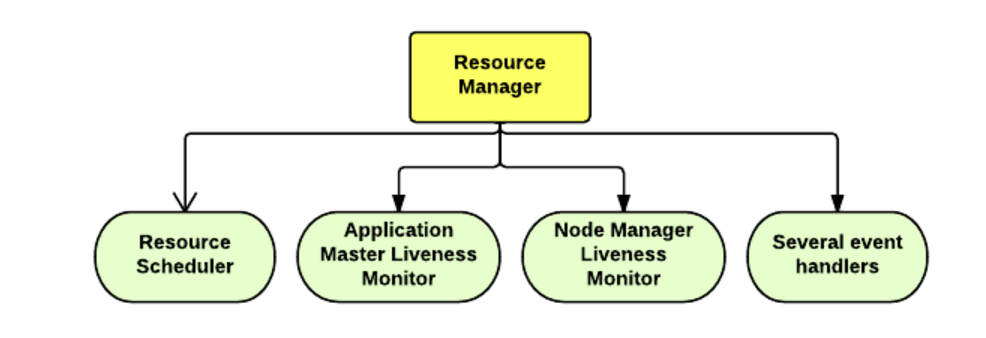 Resource
Manager
Resource
Scheduler
Application
Master Liveness
Monitor
Node Manager
Liveness
Monitor
Several event
handlers